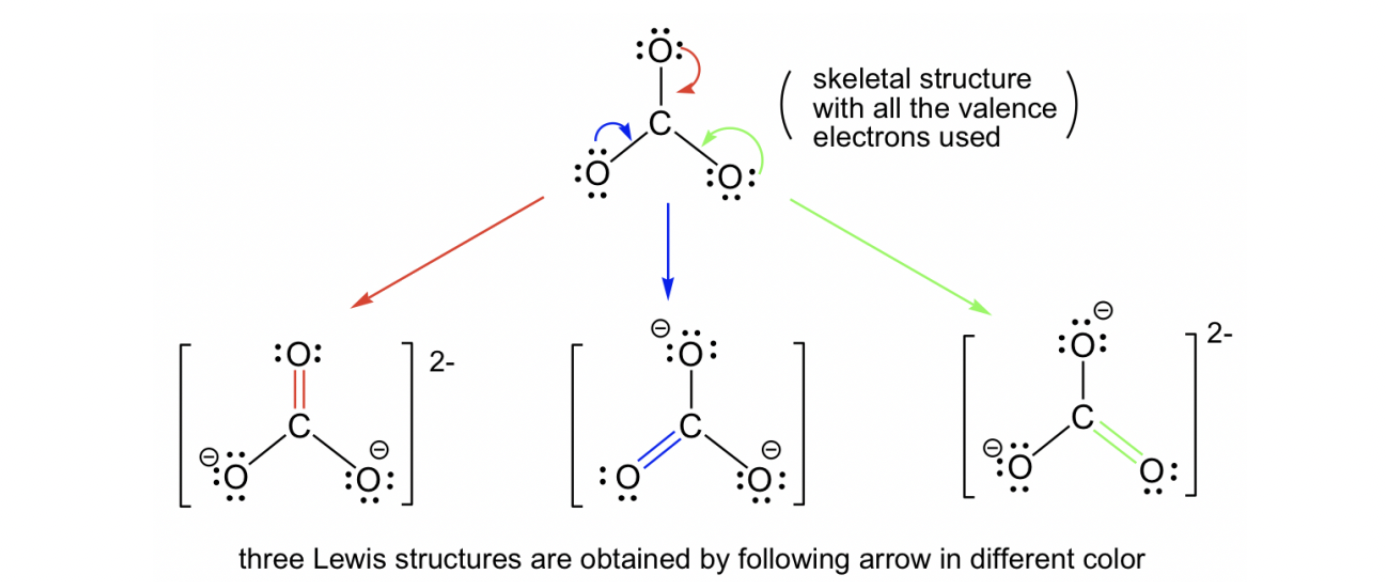 :Ö:
C
:O: :O:
( skeletal structure
with all the valence
electrons used )
:O: 2-
C
⊖ :O ⊖ :O:
⊖ :O:
C
:O ⊖ :O:
⊖ :O: 2-
C
⊖ :O O:
three Lewis structures are obtained by following arrow in different color